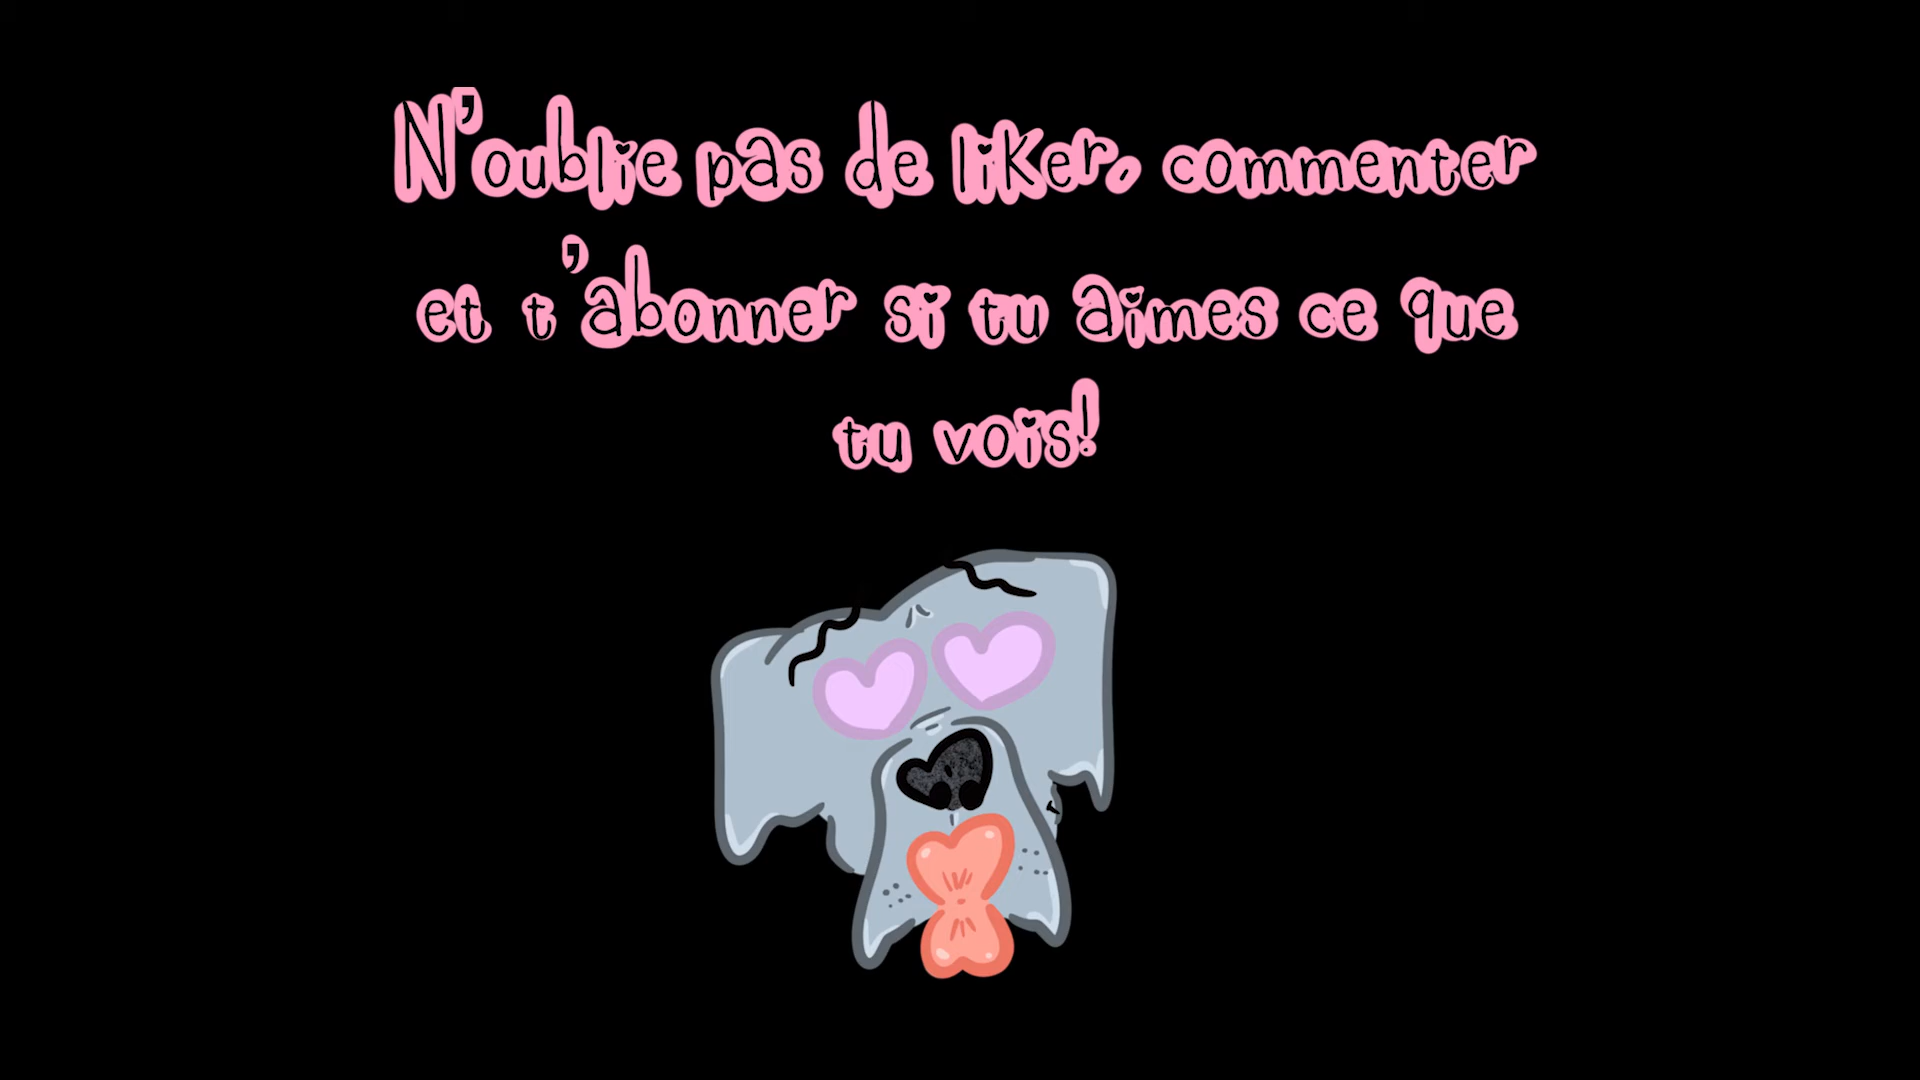 N'oublie pas de liker, commenter
et t'abonner si tu aimes ce que
tu vois!